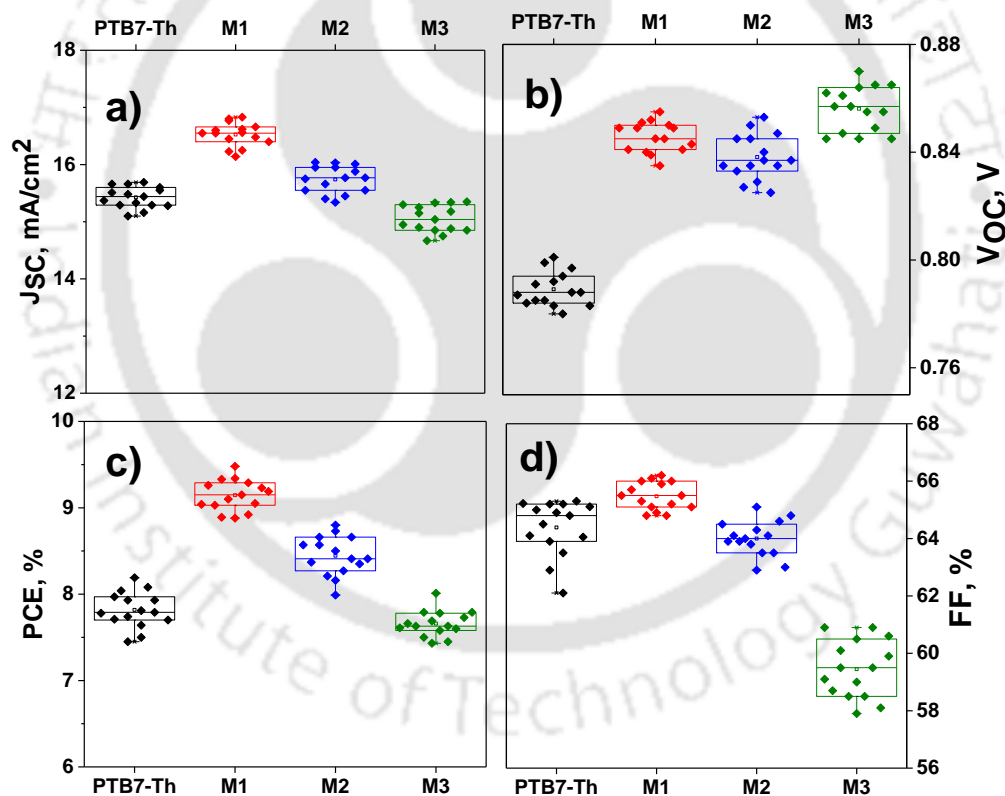 PTB7-Th M1 M2 M3
PTB7-Th M1 M2 M3
a)
18
16
14
12
JSC, mA/cm2
b)
0.88
0.84
0.80
0.76
VOC, V
c)
10
9
8
7
6
PCE, %
d)
68
66
64
62
60
58
56
FF, %
PTB7-Th M1 M2 M3
PTB7-Th M1 M2 M3
Indian Institute of Technology Guwahati